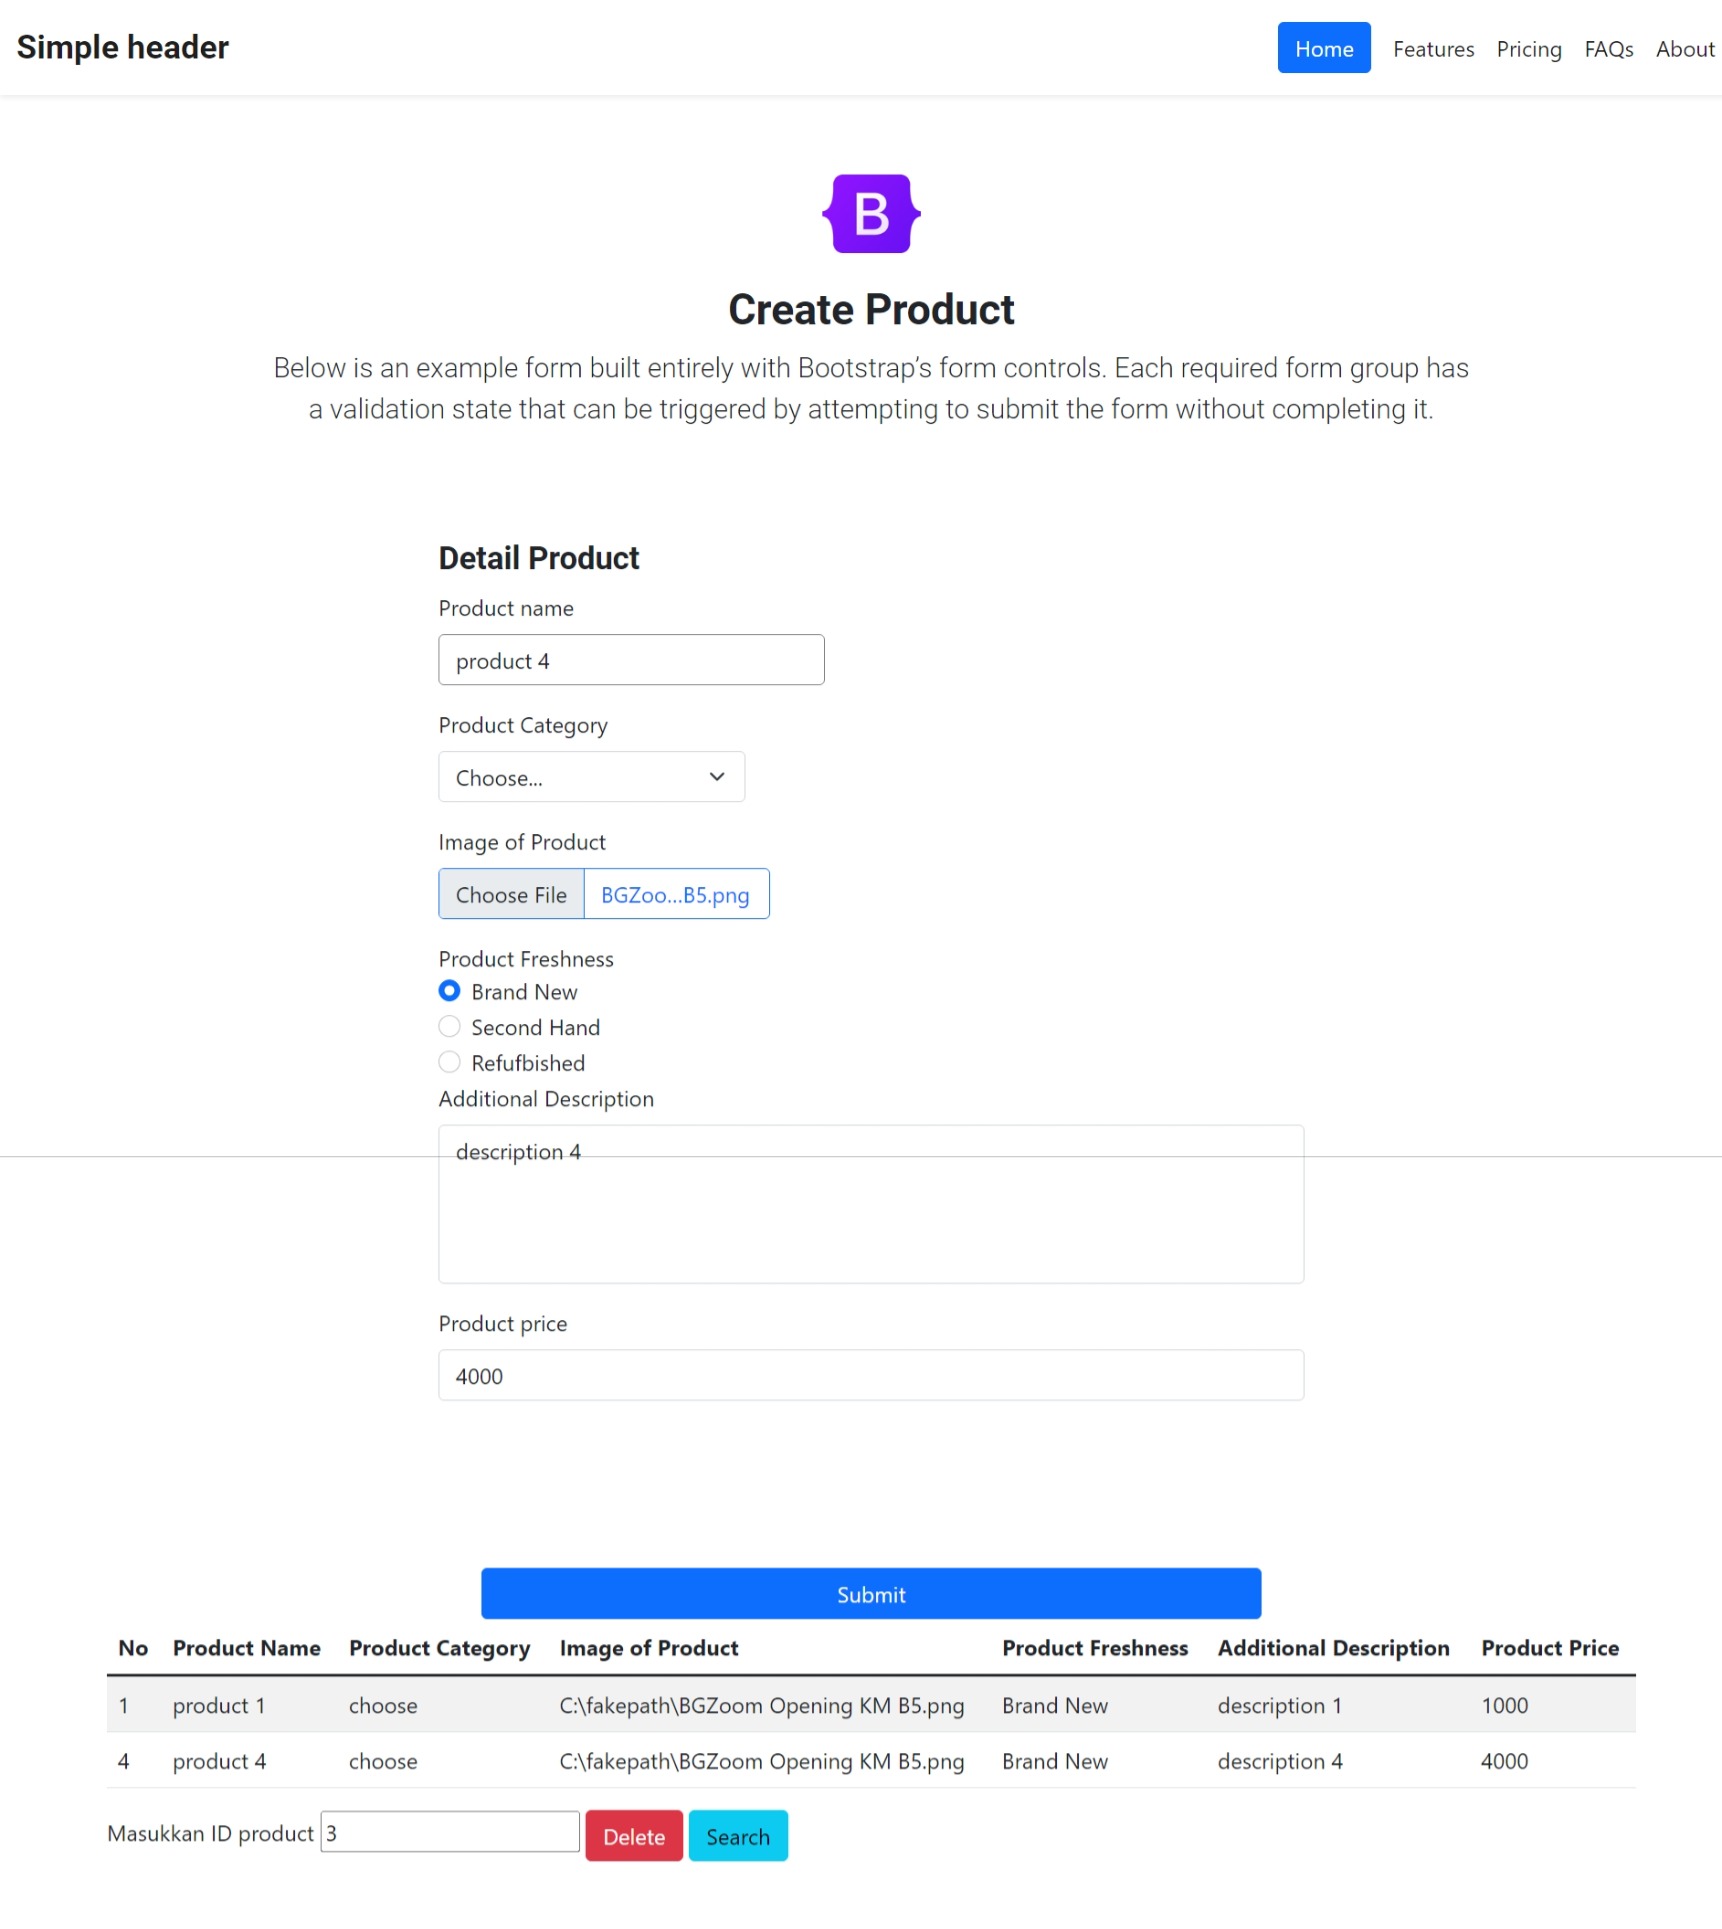 Simple header
Home Features Pricing FAQs About
B
Create Product
Below is an example form built entirely with Bootstrap’s form controls. Each required form group has
a validation state that can be triggered by attempting to submit the form without completing it.
Detail Product
Product name
product 4
Product Category
Choose...
Image of Product
Choose File BGZoo...B5.png
Product Freshness
Brand New
Second Hand
Refufbished
Additional Description
description 4
Product price
4000
Submit
No Product Name Product Category Image of Product Product Freshness Additional Description Product Price
1 product 1 choose C:\fakepath\BGZoom Opening KM B5.png Brand New description 1 1000
4 product 4 choose C:\fakepath\BGZoom Opening KM B5.png Brand New description 4 4000
Masukkan ID product 3 Delete Search